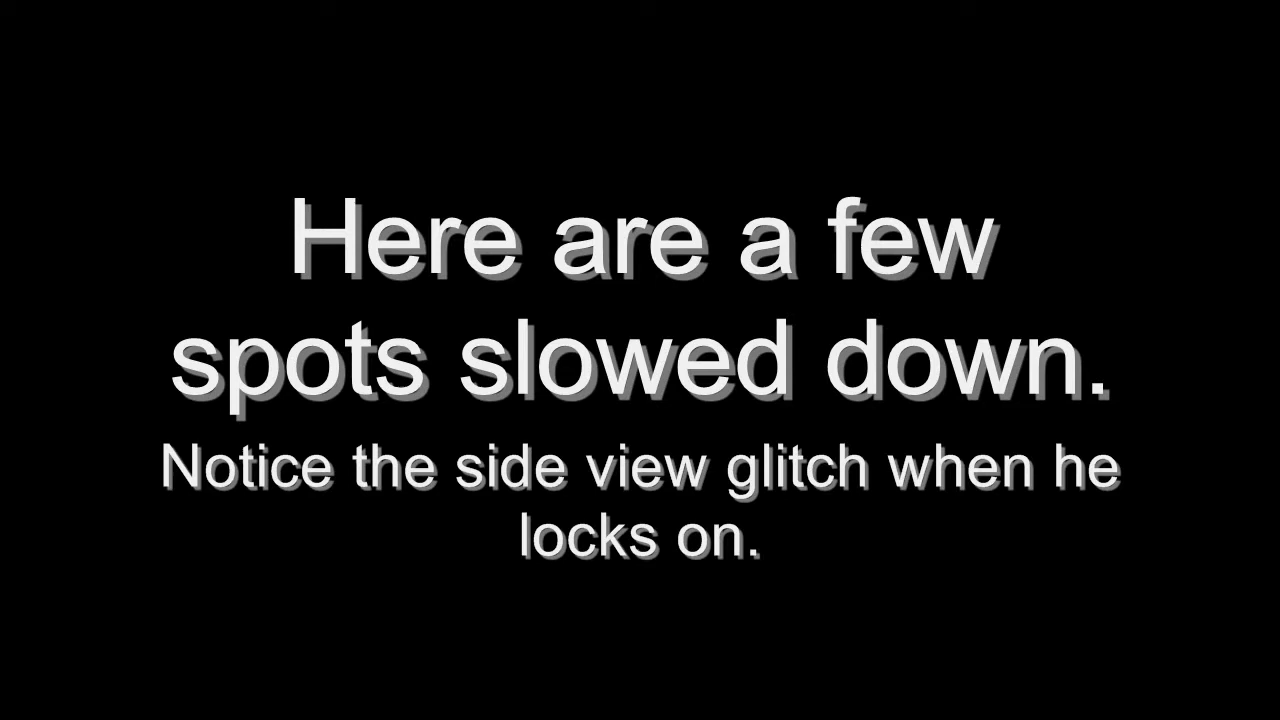 Here are a few
spots slowed down.
Notice the side view glitch when he
locks on.